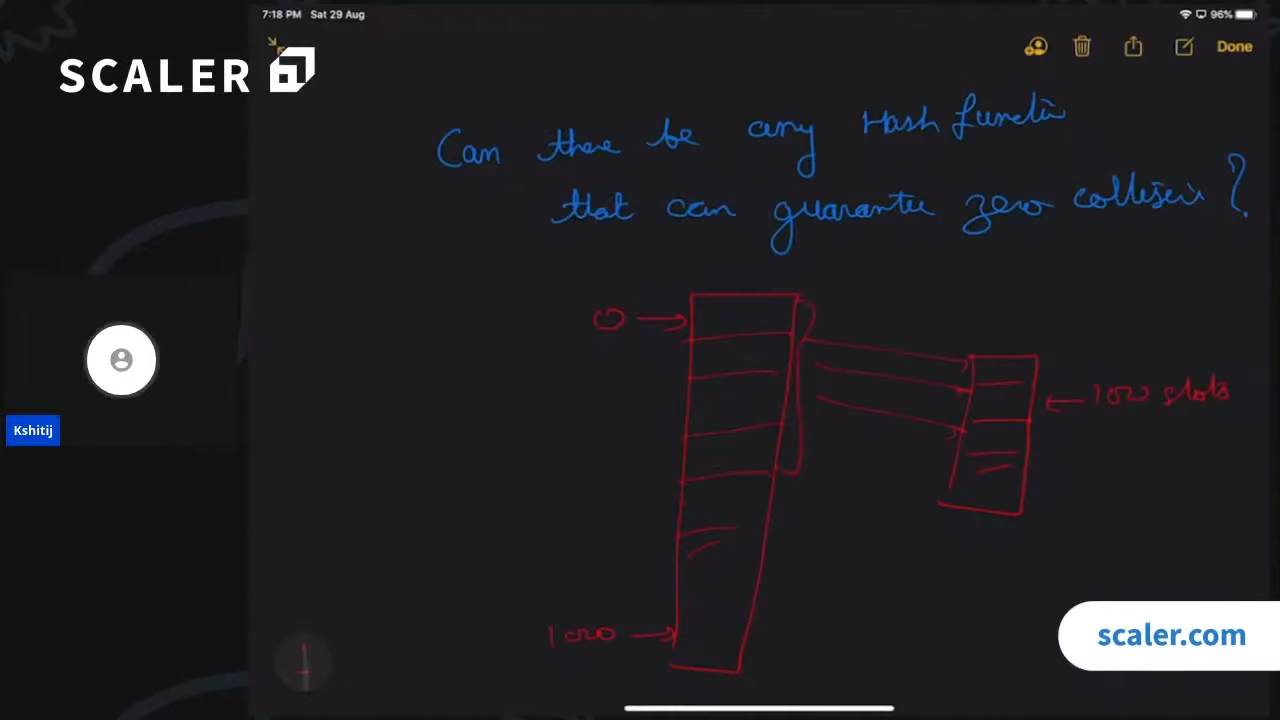 7:18 PM Sat 29 Aug
96%
Done
SCALER
Can there be any Hash functio
that can guarantee zero collision ?
0
100 slots
Kshitij
1000
scaler.com